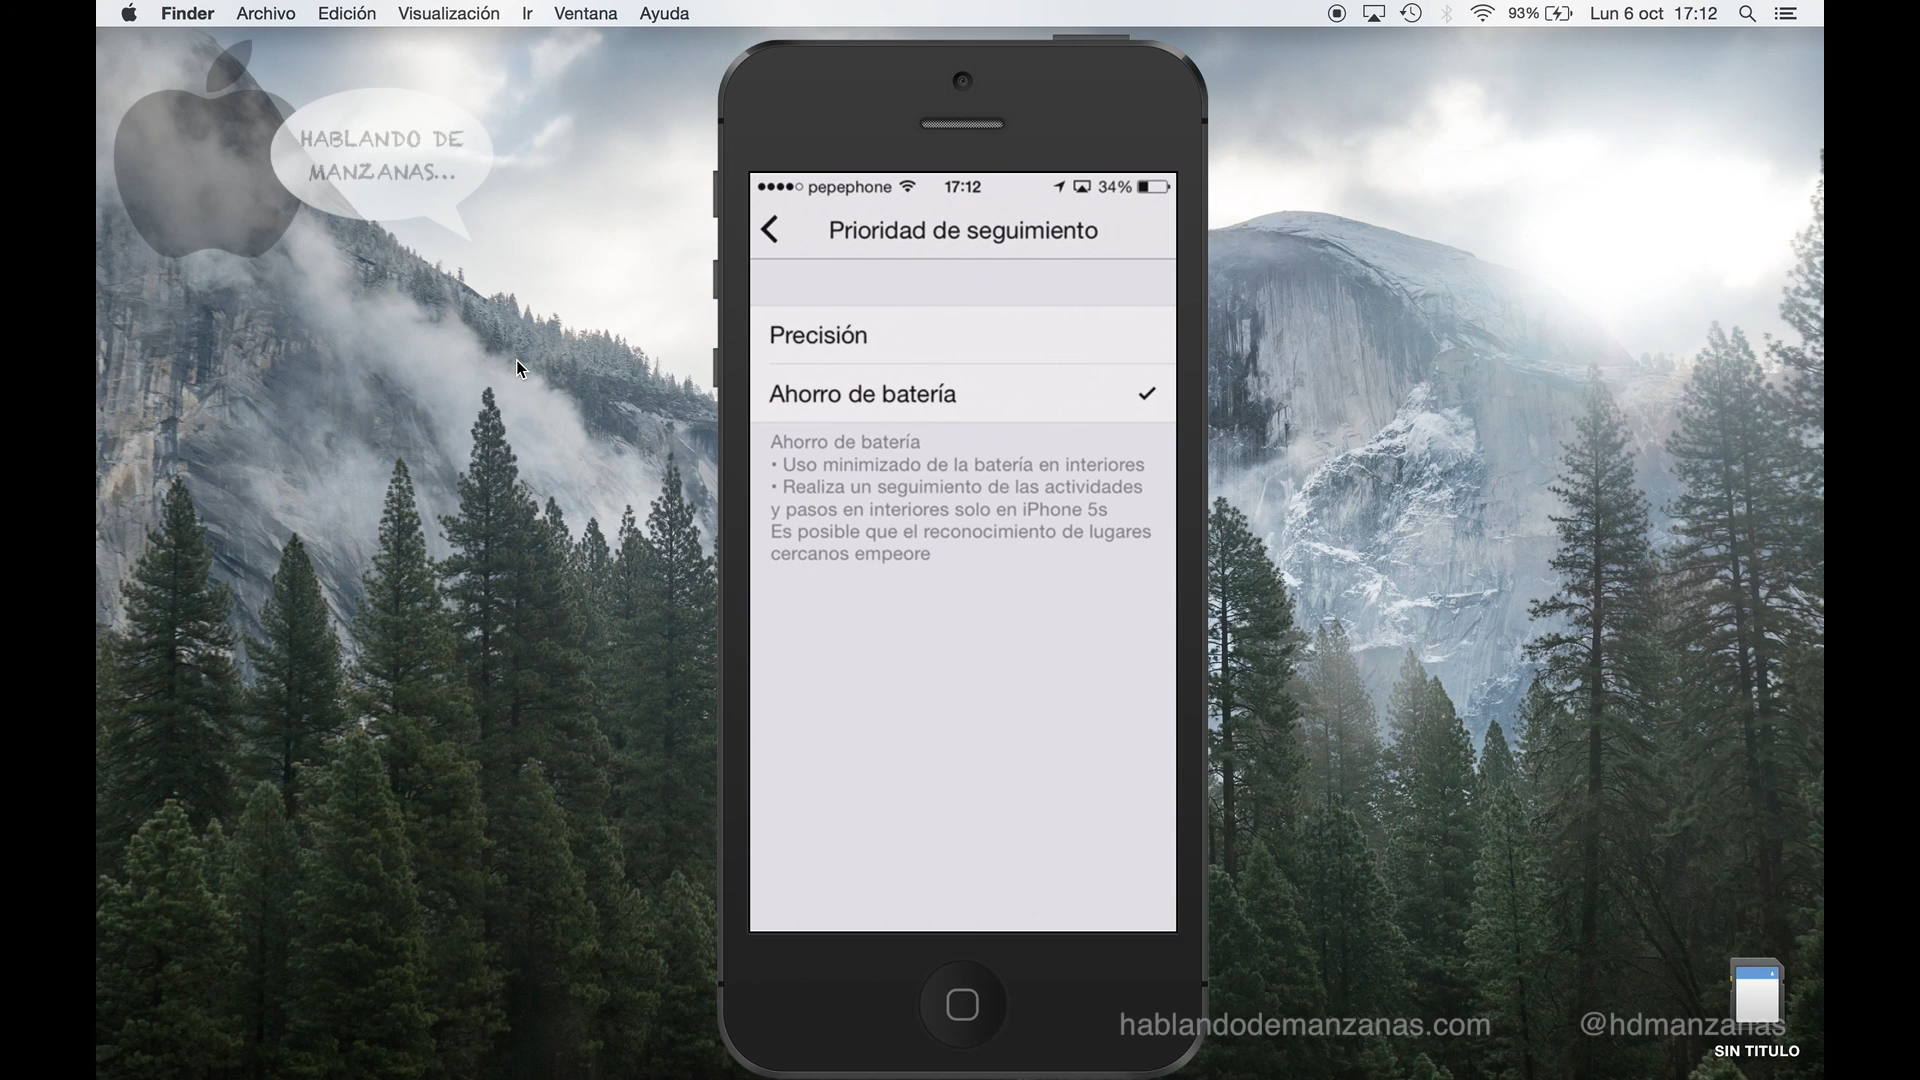 Finder Archivo Edición Visualización Ir Ventana Ayuda 93% Lun 6 oct 17:12
HABLANDO DE
MANZANAS...
pepephone 17:12 34%
Prioridad de seguimiento
Precisión
Ahorro de batería
Ahorro de batería
• Uso minimizado de la batería en interiores
• Realiza un seguimiento de las actividades
y pasos en interiores solo en iPhone 5s
Es posible que el reconocimiento de lugares
cercanos empeore
hablandodemanzanas.com @hdmanzanas
SIN TITULO